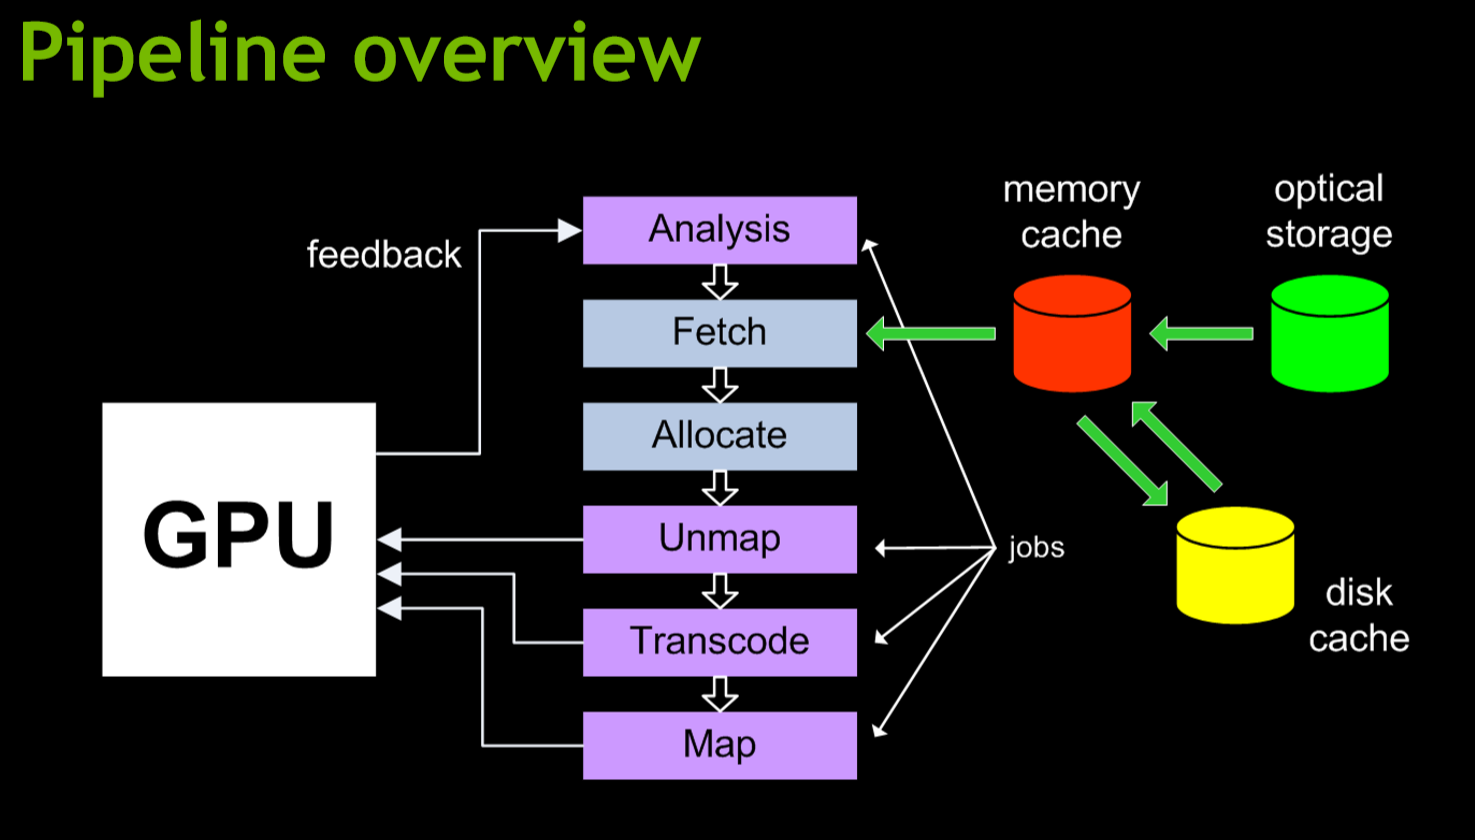 Pipeline overview
feedback
GPU
Analysis
Fetch
Allocate
Unmap
Transcode
Map
jobs
memory
cache
optical
storage
disk
cache